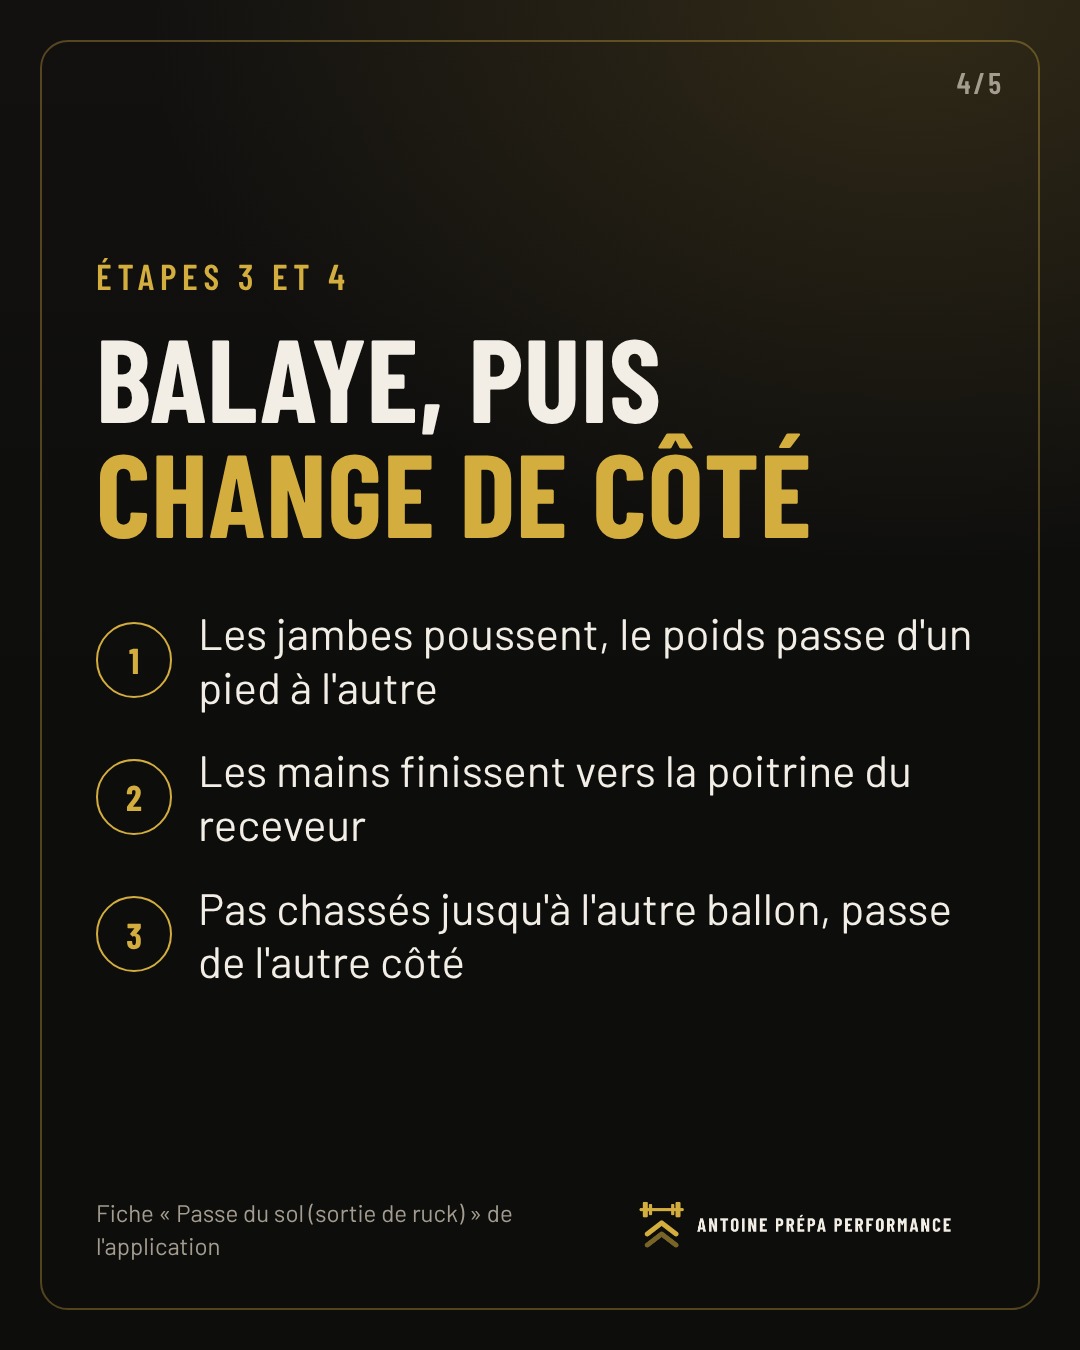 4/5
ÉTAPES 3 ET 4
BALAYE, PUIS
CHANGE DE CÔTÉ
1 Les jambes poussent, le poids passe d'un
pied à l'autre
2 Les mains finissent vers la poitrine du
receveur
3 Pas chassés jusqu'à l'autre ballon, passe
de l'autre côté
Fiche « Passe du sol (sortie de ruck) » de
l'application
ANTOINE PRÉPA PERFORMANCE